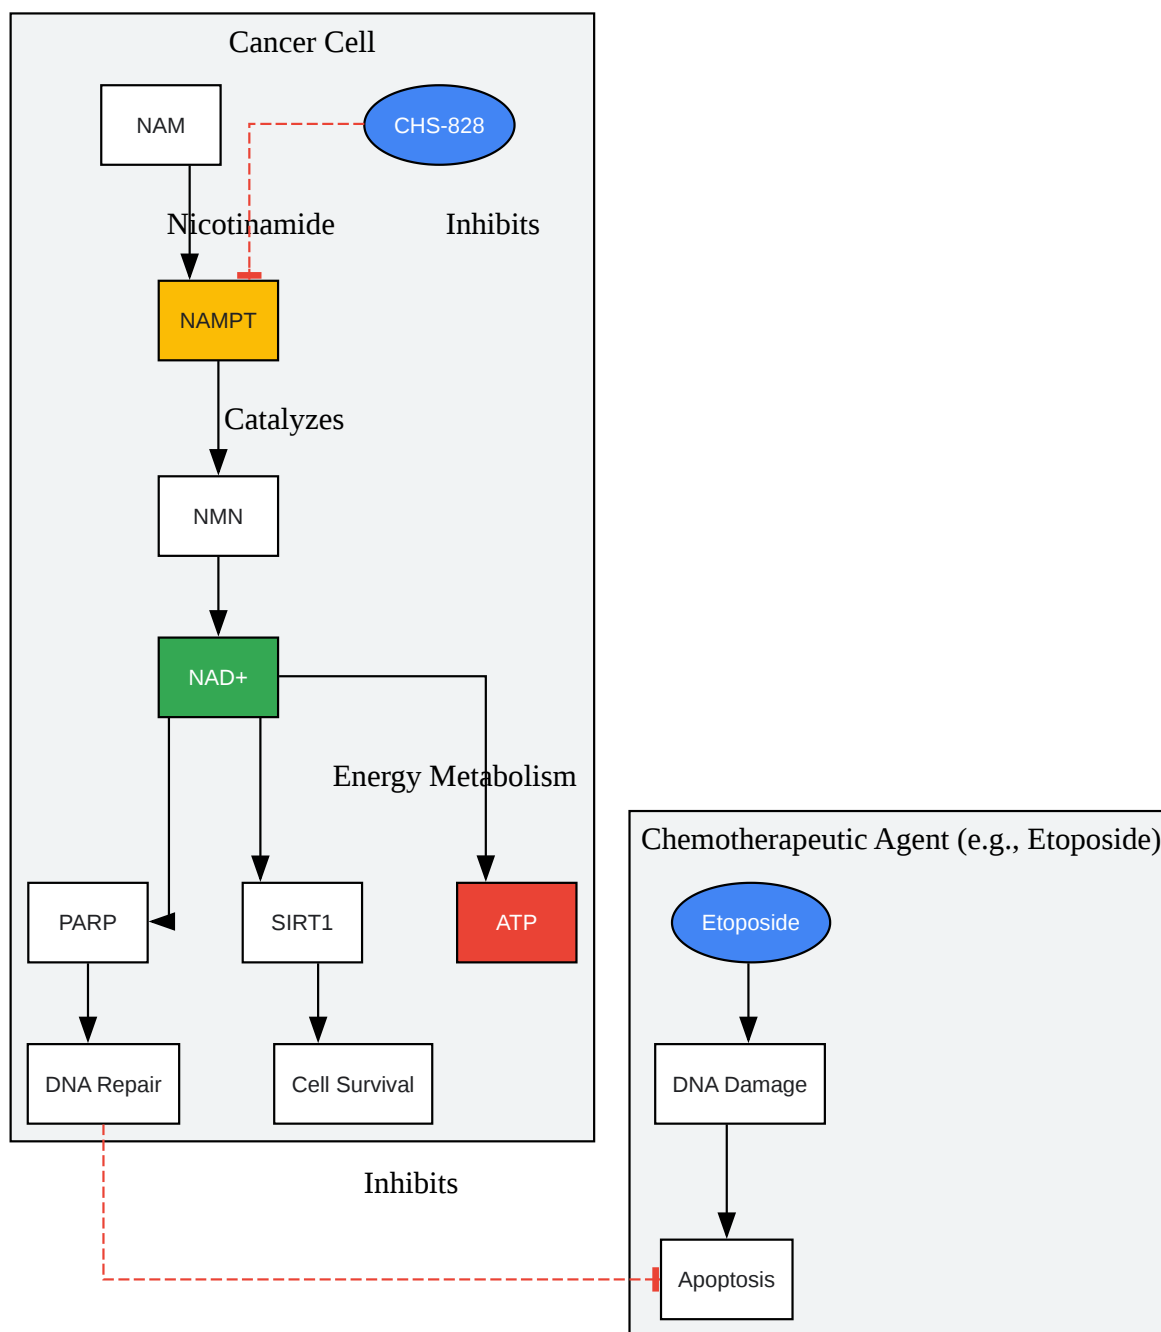 Cancer Cell
NAM
CHS-828
Nicotinamide
Inhibits
NAMPT
Catalyzes
NMN
NAD+
Energy Metabolism
Chemotherapeutic Agent (e.g., Etoposide)
PARP
SIRT1
ATP
Etoposide
DNA Repair
Cell Survival
DNA Damage
Inhibits
Apoptosis